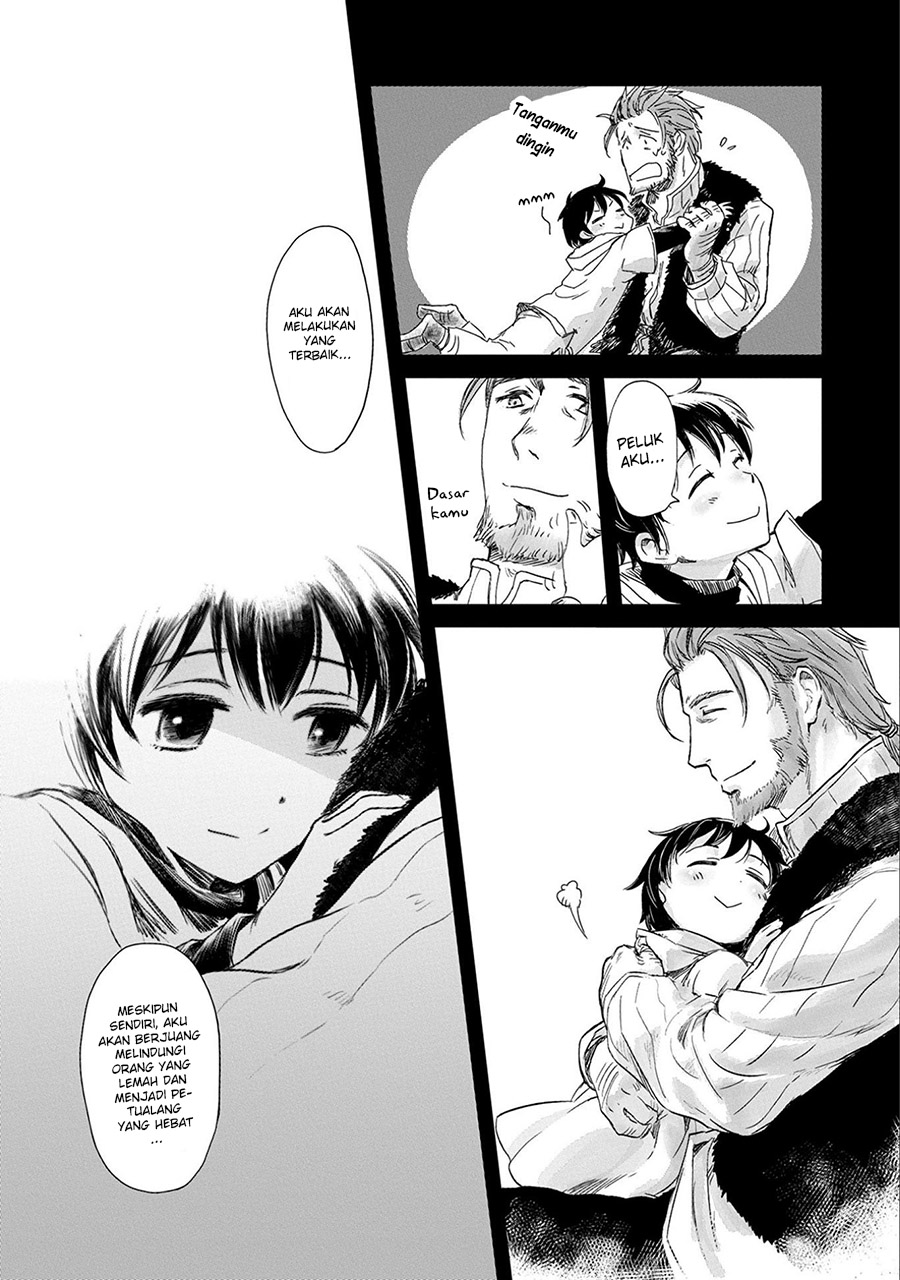 Tanganmu
dingin
mmm
PELUK
AKU...
Dasar
kamu
AKU AKAN
MELAKUKAN
YANG
TERBAIK...
MESKIPUN
SENDIRI, AKU
AKAN BERJUANG
MELINDUNGI
ORANG YANG
LEMAH DAN
MENJADI PE-
TUALANG
YANG HEBAT
...